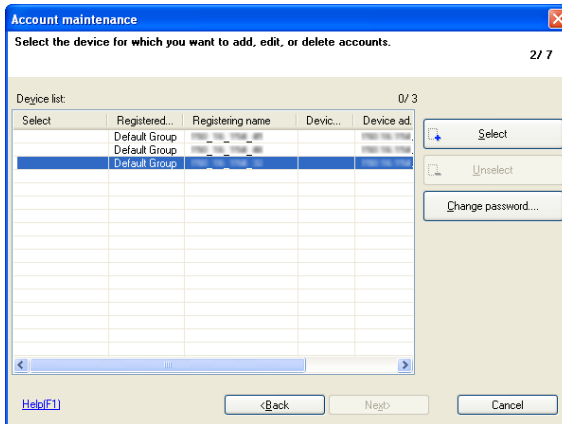 Account maintenance
Select the device for which you want to add, edit, or delete accounts.
2/ 7
Device list: 0/ 3
Select Registered... Registering name Devic... Device ad.
Default Group
Default Group
Default Group
Select
Unselect
Change password....
Help(F1) <Back Next> Cancel